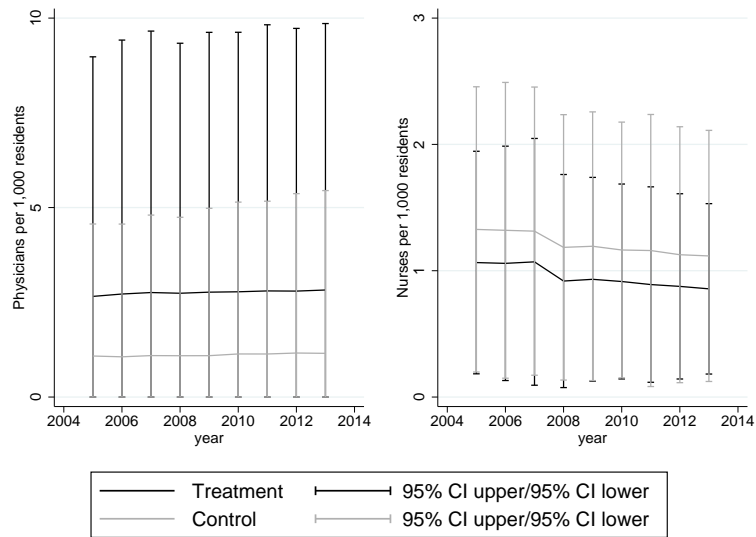 Physicians per 1,000 residents
10
5
0
2004 2006 2008 2010 2012 2014
year
Nurses per 1,000 residents
3
2
1
0
2004 2006 2008 2010 2012 2014
year
Treatment 95% CI upper/95% CI lower
Control 95% CI upper/95% CI lower